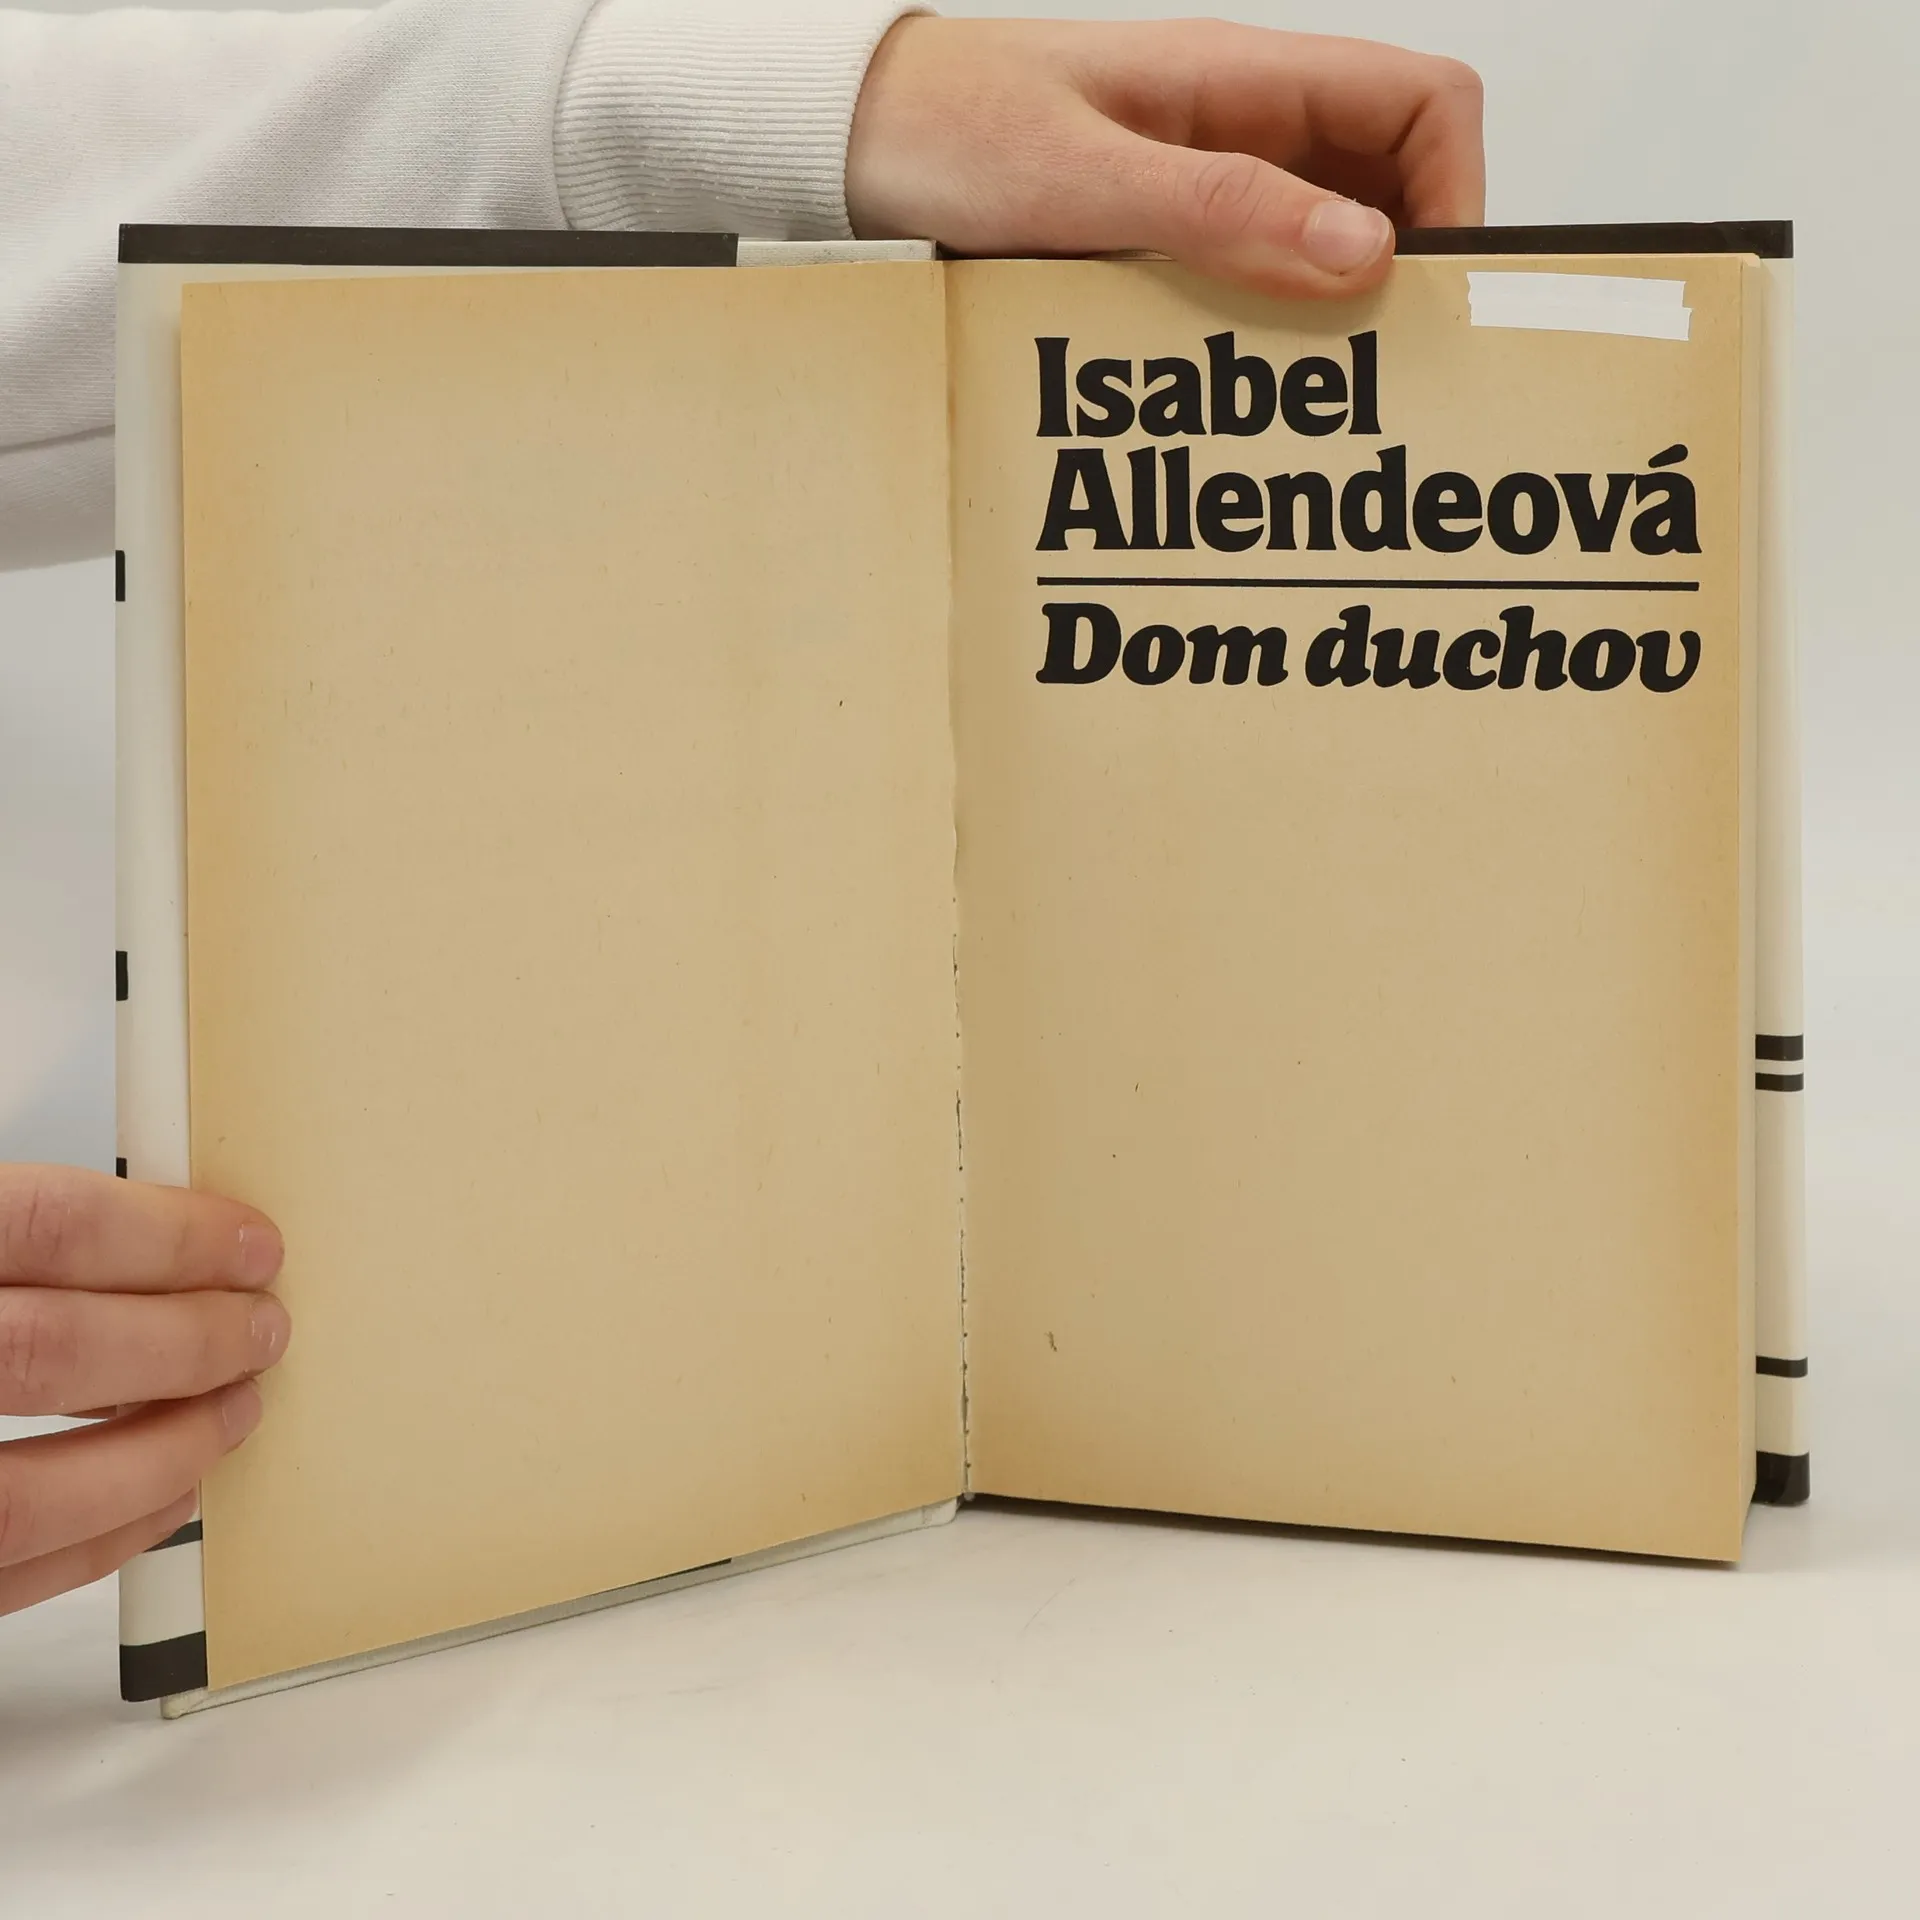 Isabel
Allendeová
Dom duchov